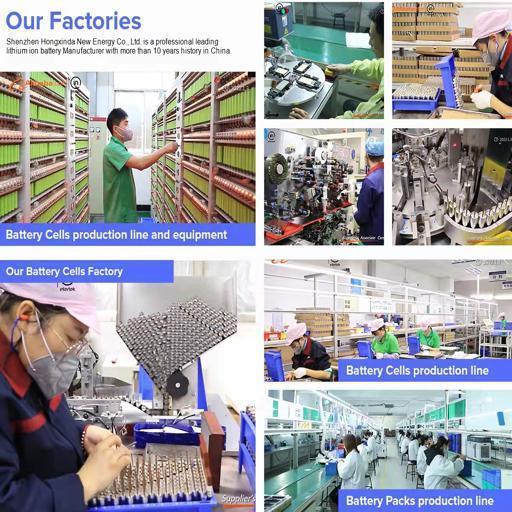 Our Factories
Shenzhen Hongxinda New Energy Co., Ltd. is a professional leading
lithium ion battery Manufacturer with more than 10 years history in China.
Battery Cells production line and equipment
Our Battery Cells Factory
Battery Cells production line
Supplier's
Battery Packs production line